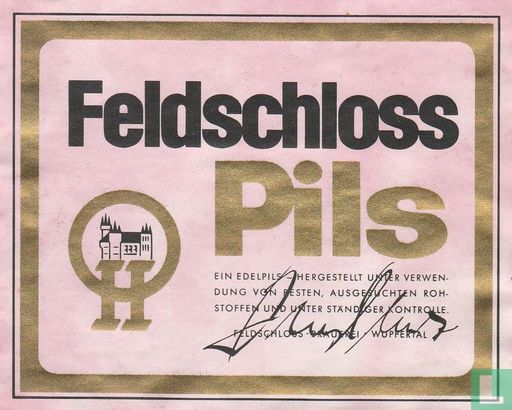 Feldschloss
Pils
H
EIN EDELPILS - HERGESTELLT UNTER VERWEN-
DUNG VON BESTEN, AUSGESUCHTEN ROH-
STOFFEN UND UNTER STÄNDIGER KONTROLLE.
FELDSCHLOSS-BRAUEREI · WUPPERTAL